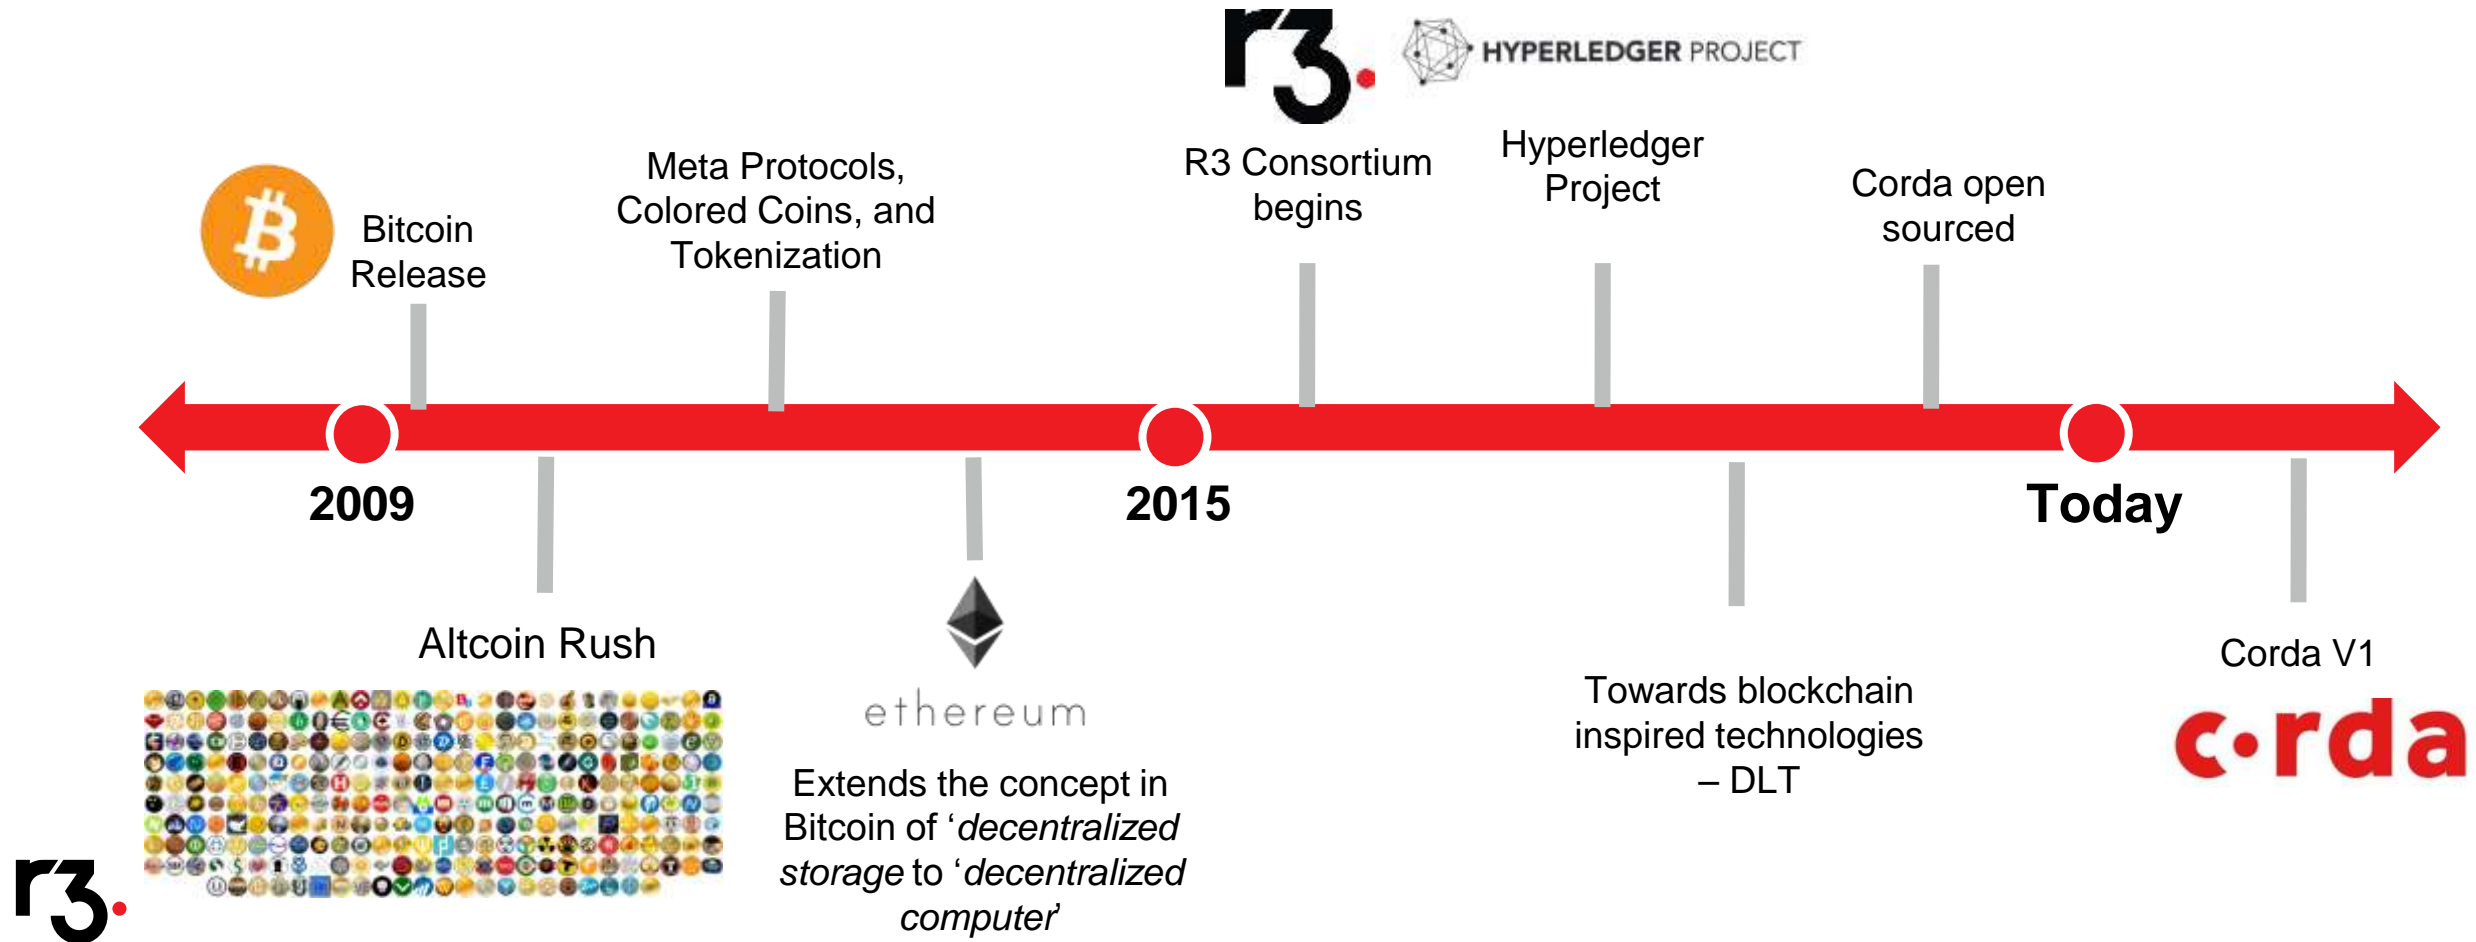 r3.
HYPERLEDGER PROJECT
Bitcoin
Release
Meta Protocols,
Colored Coins, and
Tokenization
R3 Consortium
begins
Hyperledger
Project
Corda open
sourced
2009
2015
Today
Altcoin Rush
ethereum
Extends the concept in
Bitcoin of ‘decentralized
storage to ‘decentralized
computer’
Towards blockchain
inspired technologies
– DLT
Corda V1
c·rda
r3.